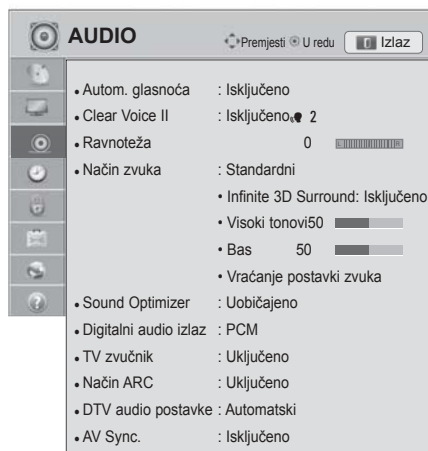 AUDIO Premjesti U redu Izlaz
• Autom. glasnoća : Isključeno
• Clear Voice II : Isključeno 2
• Ravnoteža 0 L R
• Način zvuka : Standardni
• Infinite 3D Surround: Isključeno
• Visoki tonovi50
• Bas 50
• Vraćanje postavki zvuka
• Sound Optimizer : Uobičajeno
• Digitalni audio izlaz : PCM
• TV zvučnik : Uključeno
• Način ARC : Uključeno
• DTV audio postavke : Automatski
• AV Sync. : Isključeno